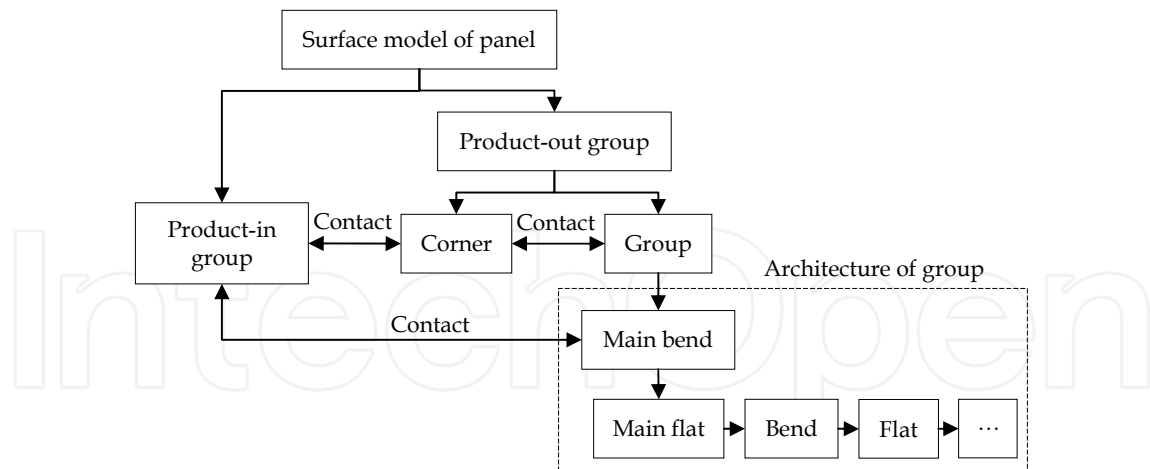 Surface model of panel
Product-out group
Product-in
group
Contact
Corner
Contact
Group
Architecture of group
Contact
Main bend
Main flat
Bend
Flat
...
IntechOpen